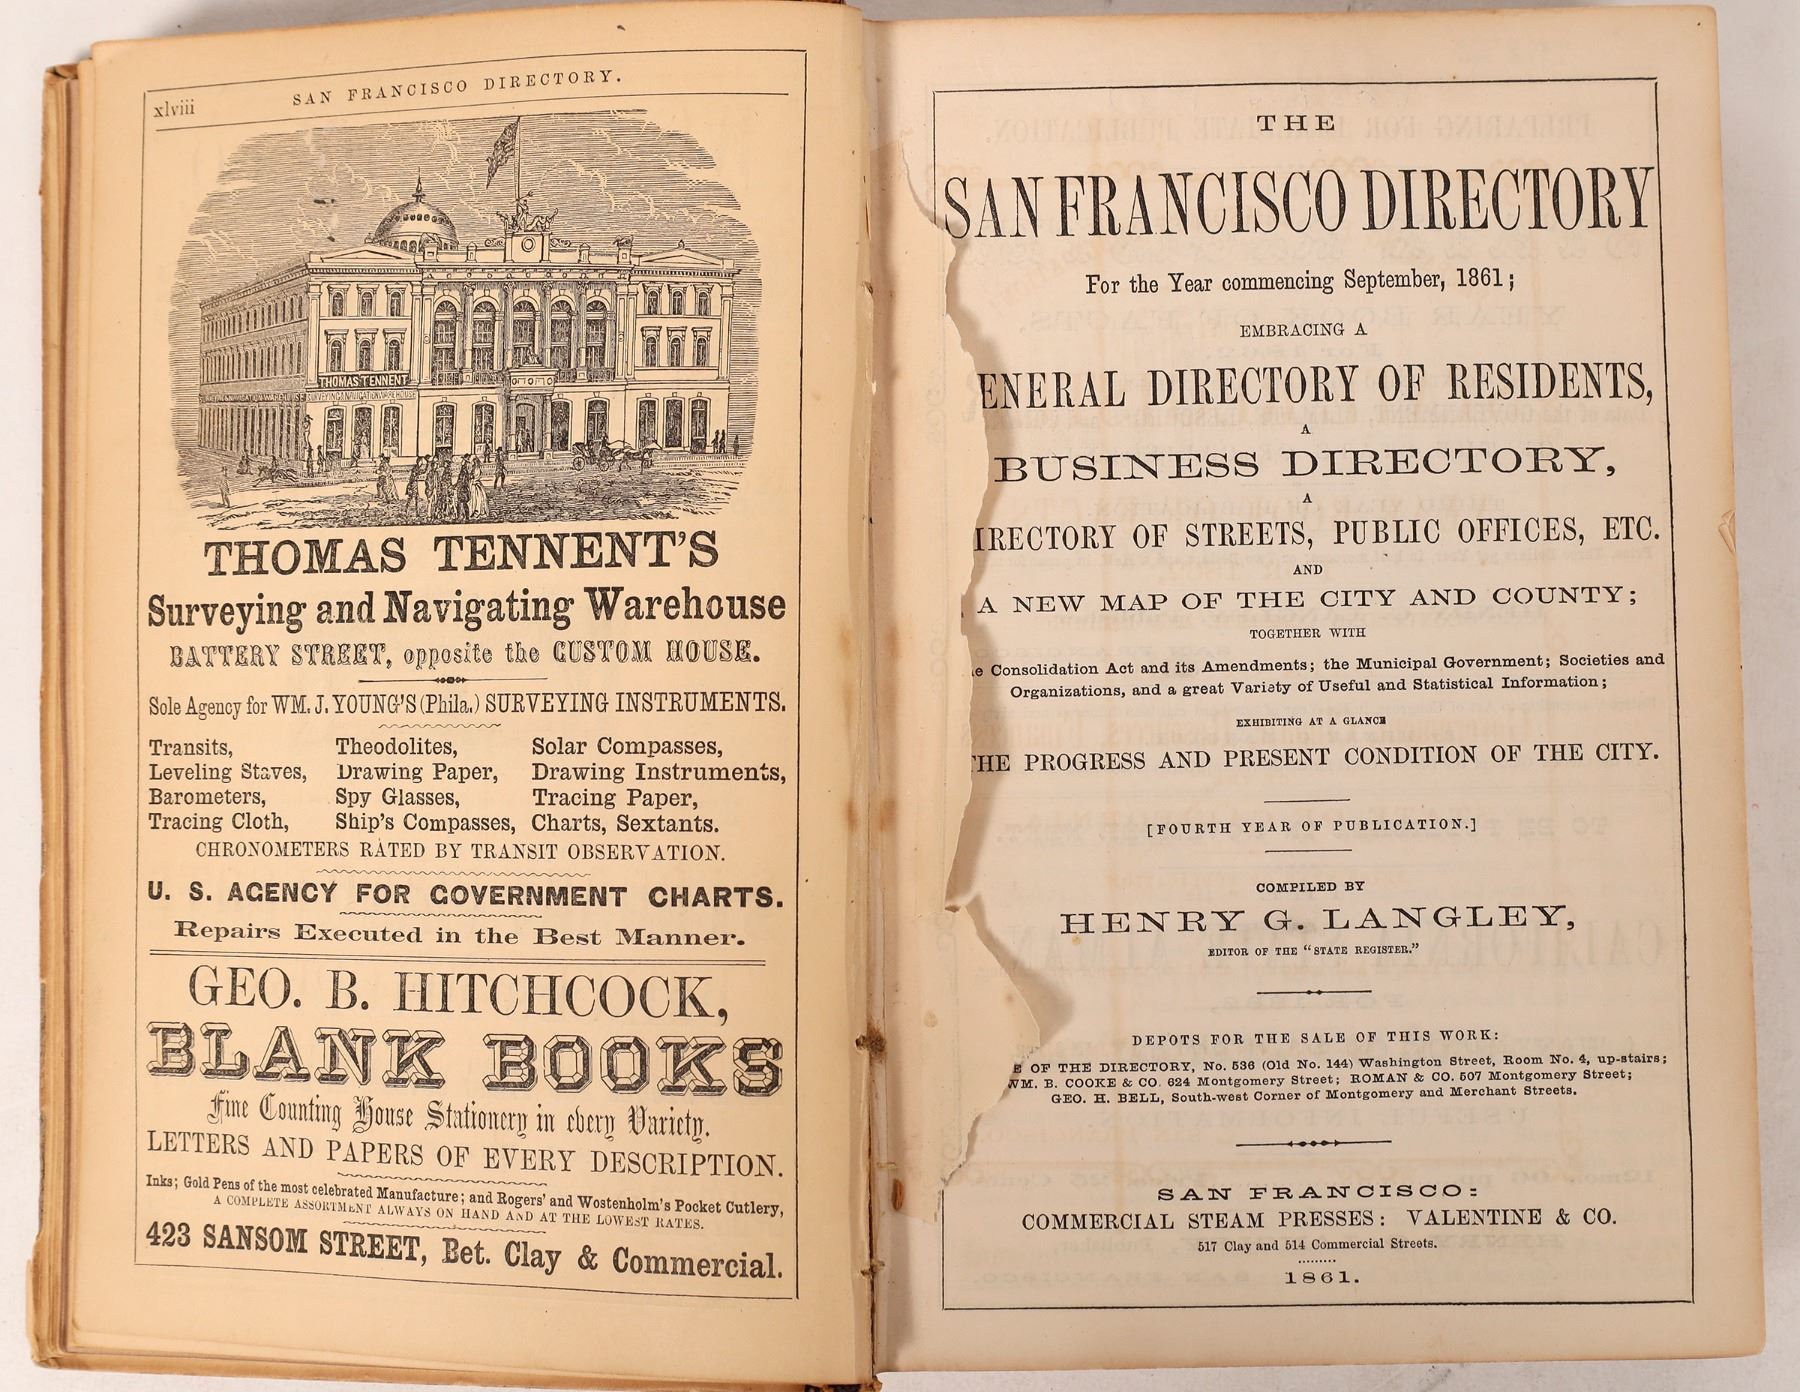 xlviii
SAN FRANCISCO DIRECTORY.
THOMAS TENNENT
SURVEYING & NAVIGATION WAREHOUSE
THOMAS TENNENT'S
Surveying and Navigating Warehouse
BATTERY STREET, opposite the CUSTOM HOUSE.
Sole Agency for WM. J. YOUNG'S (Phila.) SURVEYING INSTRUMENTS.
Transits, Theodolites, Solar Compasses,
Leveling Staves, Drawing Paper, Drawing Instruments,
Barometers, Spy Glasses, Tracing Paper,
Tracing Cloth, Ship's Compasses, Charts, Sextants.
CHRONOMETERS RATED BY TRANSIT OBSERVATION.
U. S. AGENCY FOR GOVERNMENT CHARTS.
Repairs Executed in the Best Manner.
GEO. B. HITCHCOCK,
BLANK BOOKS
Fine Counting House Stationery in every Variety.
LETTERS AND PAPERS OF EVERY DESCRIPTION.
Inks; Gold Pens of the most celebrated Manufacture; and Rogers' and Wostenholm's Pocket Cutlery,
A COMPLETE ASSORTMENT ALWAYS ON HAND AND AT THE LOWEST RATES.
423 SANSOM STREET, Bet. Clay & Commercial.
THE
SAN FRANCISCO DIRECTORY
For the Year commencing September, 1861;
EMBRACING A
ENERAL DIRECTORY OF RESIDENTS,
A
BUSINESS DIRECTORY,
A
IRECTORY OF STREETS, PUBLIC OFFICES, ETC.
AND
A NEW MAP OF THE CITY AND COUNTY;
TOGETHER WITH
e Consolidation Act and its Amendments; the Municipal Government; Societies and
Organizations, and a great Variety of Useful and Statistical Information;
EXHIBITING AT A GLANCE
THE PROGRESS AND PRESENT CONDITION OF THE CITY.
[FOURTH YEAR OF PUBLICATION.]
COMPILED BY
HENRY G. LANGLEY,
EDITOR OF THE "STATE REGISTER."
DEPOTS FOR THE SALE OF THIS WORK:
E OF THE DIRECTORY, No. 536 (Old No. 144) Washington Street, Room No. 4, up-stairs;
WM. B. COOKE & CO. 624 Montgomery Street; ROMAN & CO. 507 Montgomery Street;
GEO. H. BELL, South-west Corner of Montgomery and Merchant Streets.
SAN FRANCISCO:
COMMERCIAL STEAM PRESSES: VALENTINE & CO.
517 Clay and 514 Commercial Streets.
1861.